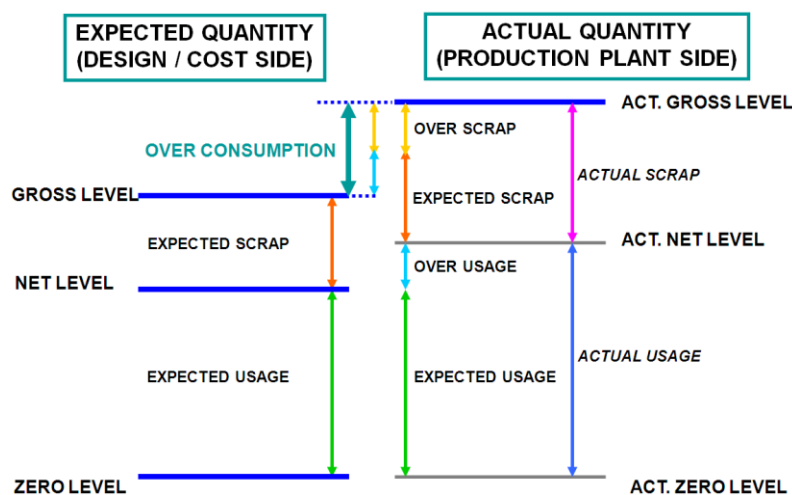 EXPECTED QUANTITY
(DESIGN / COST SIDE)
ACTUAL QUANTITY
(PRODUCTION PLANT SIDE)
ACT. GROSS LEVEL
OVER SCRAP
OVER CONSUMPTION
ACTUAL SCRAP
GROSS LEVEL
EXPECTED SCRAP
EXPECTED SCRAP
ACT. NET LEVEL
OVER USAGE
NET LEVEL
EXPECTED USAGE
EXPECTED USAGE
ACTUAL USAGE
ZERO LEVEL
ACT. ZERO LEVEL